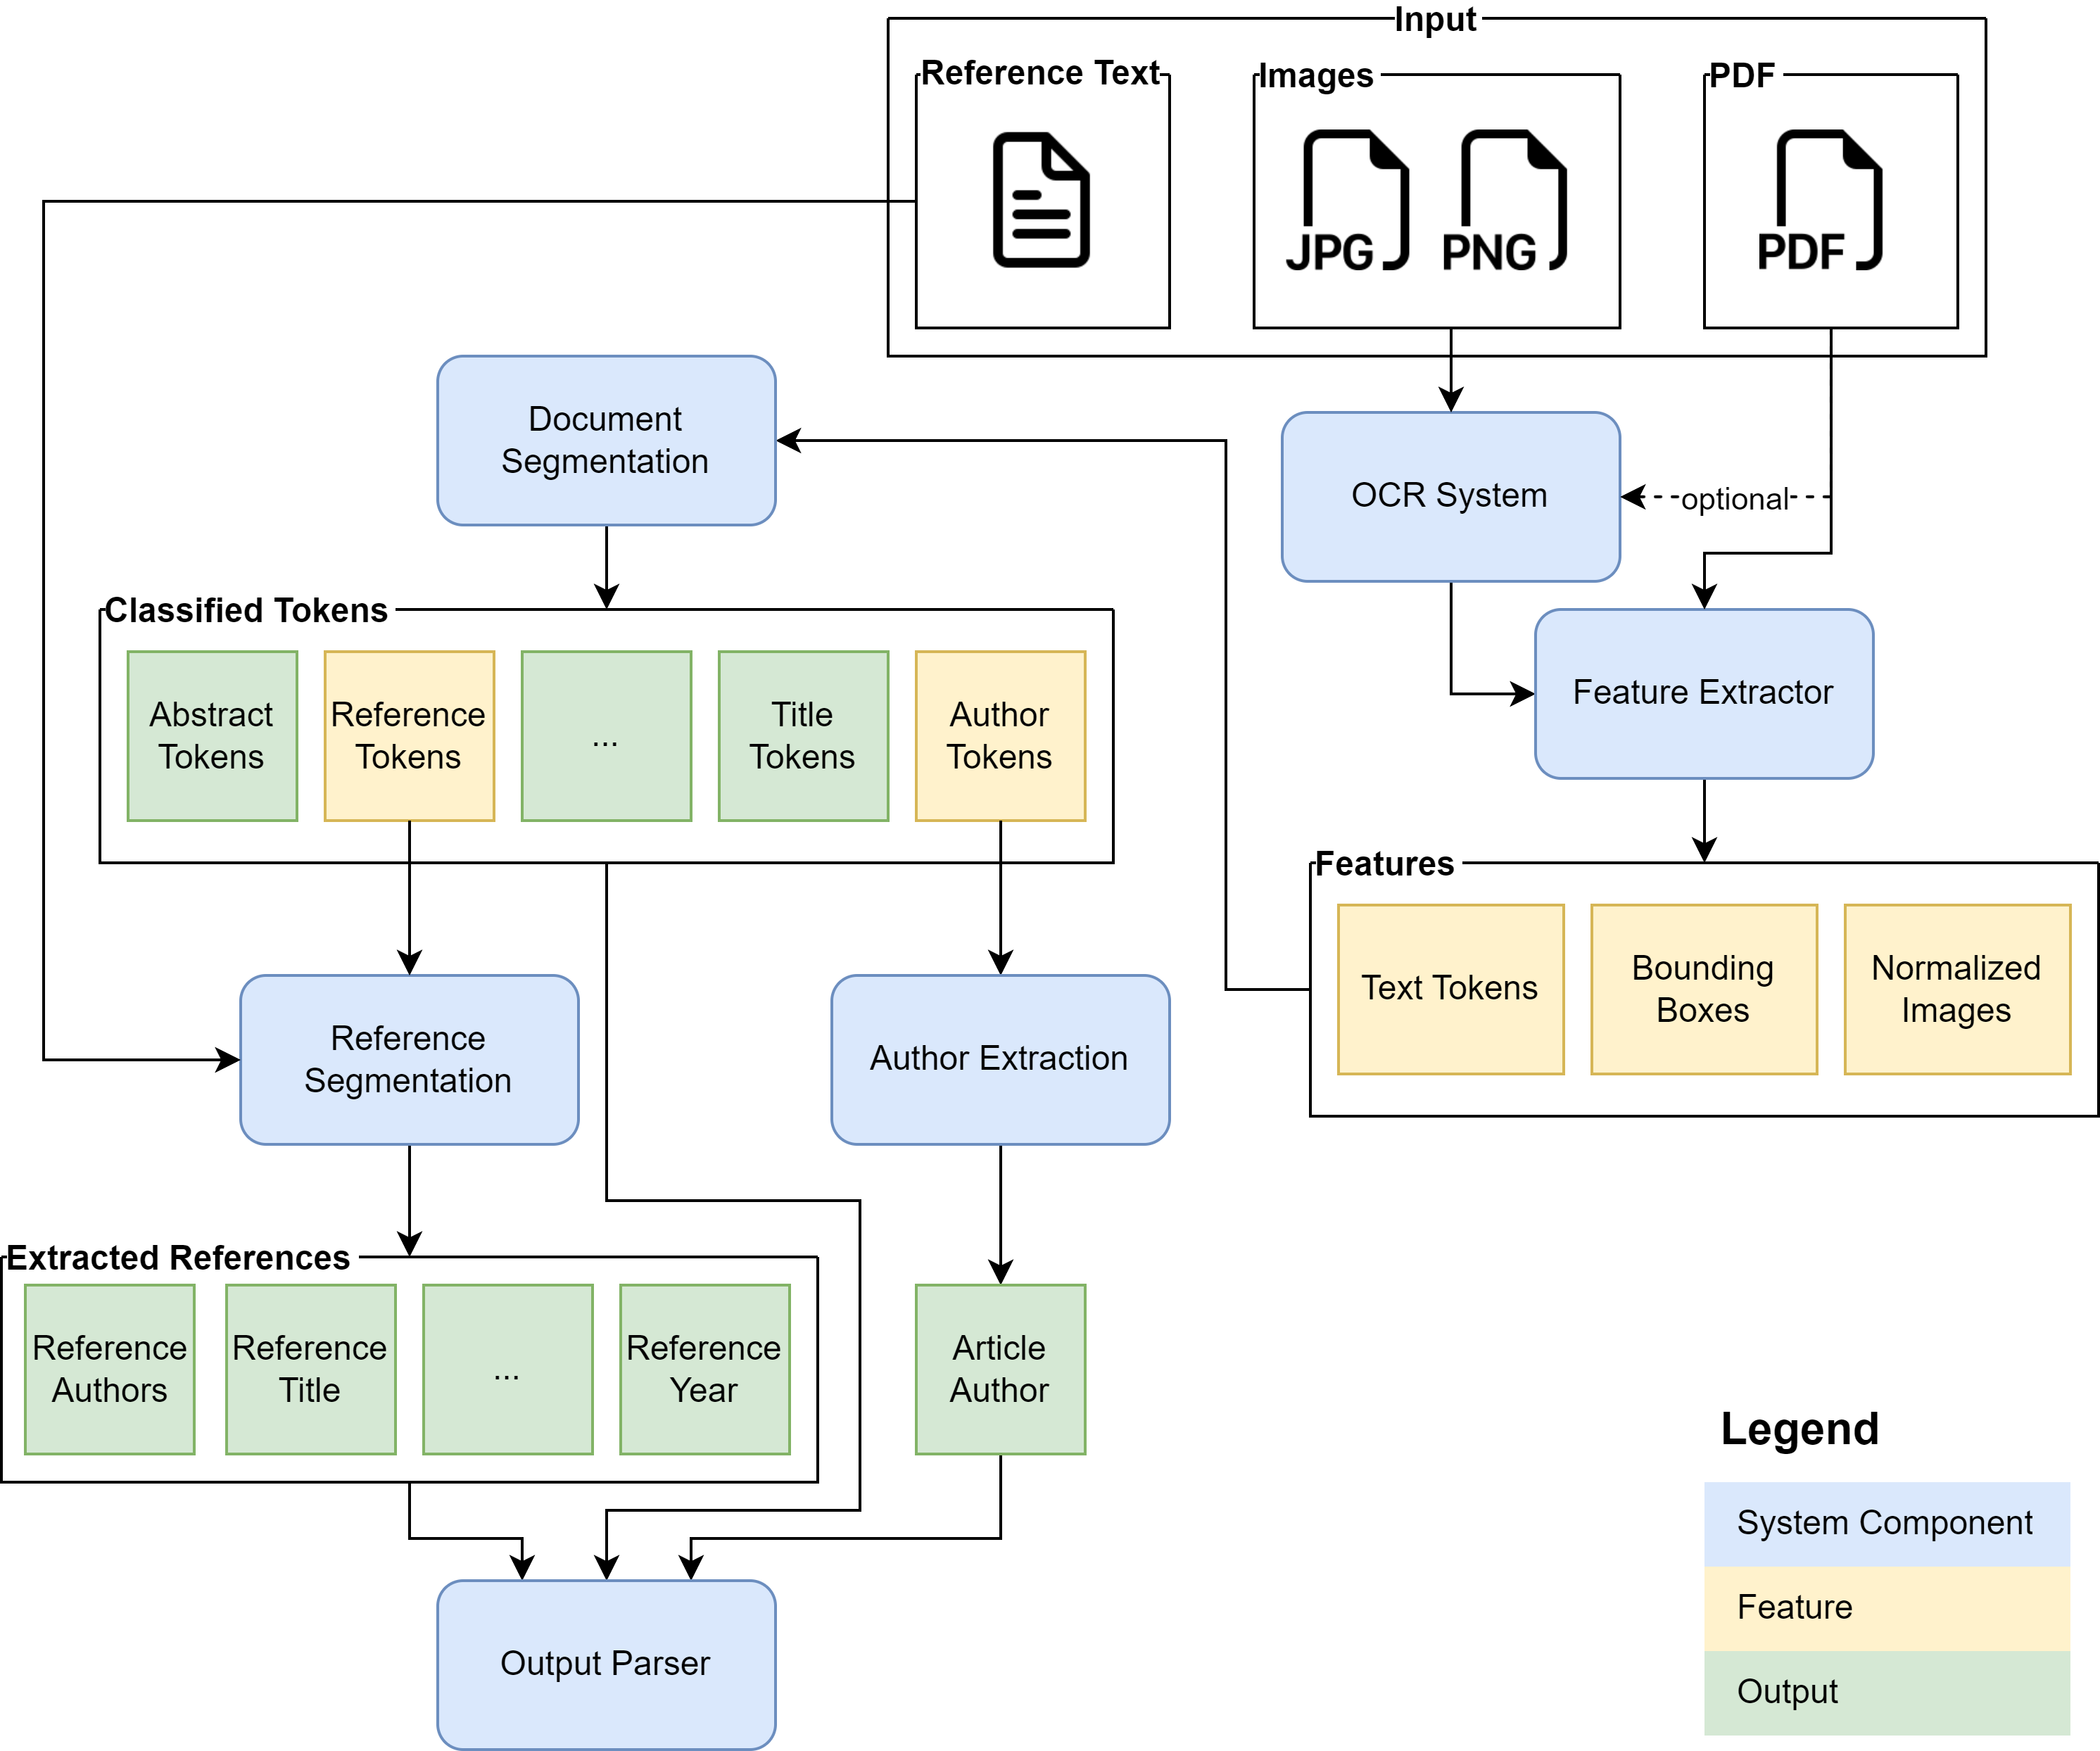 Input
Reference Text
Images
PDF
JPG
PNG
PDF
Document
Segmentation
OCR System
optional
Classified Tokens
Abstract
Tokens
Reference
Tokens
...
Title
Tokens
Author
Tokens
Feature Extractor
Features
Text Tokens
Bounding
Boxes
Normalized
Images
Reference
Segmentation
Author Extraction
Extracted References
Reference
Authors
Reference
Title
...
Reference
Year
Article
Author
Output Parser
Legend
System Component
Feature
Output